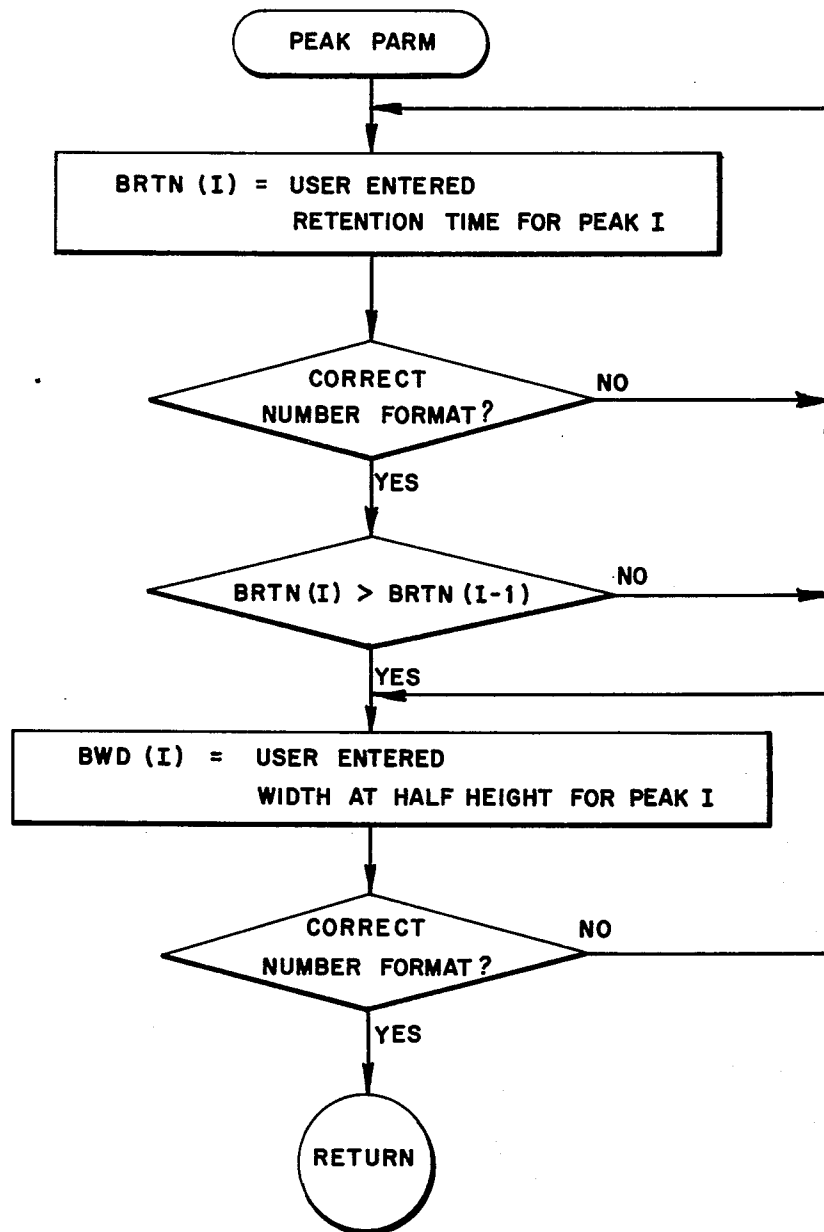 PEAK PARM
BRTN (I) = USER ENTERED
RETENTION TIME FOR PEAK I
CORRECT
NUMBER FORMAT?
NO
YES
BRTN(I) > BRTN (I-1)
NO
YES
BWD (I) = USER ENTERED
WIDTH AT HALF HEIGHT FOR PEAK I
CORRECT
NUMBER FORMAT?
NO
YES
RETURN